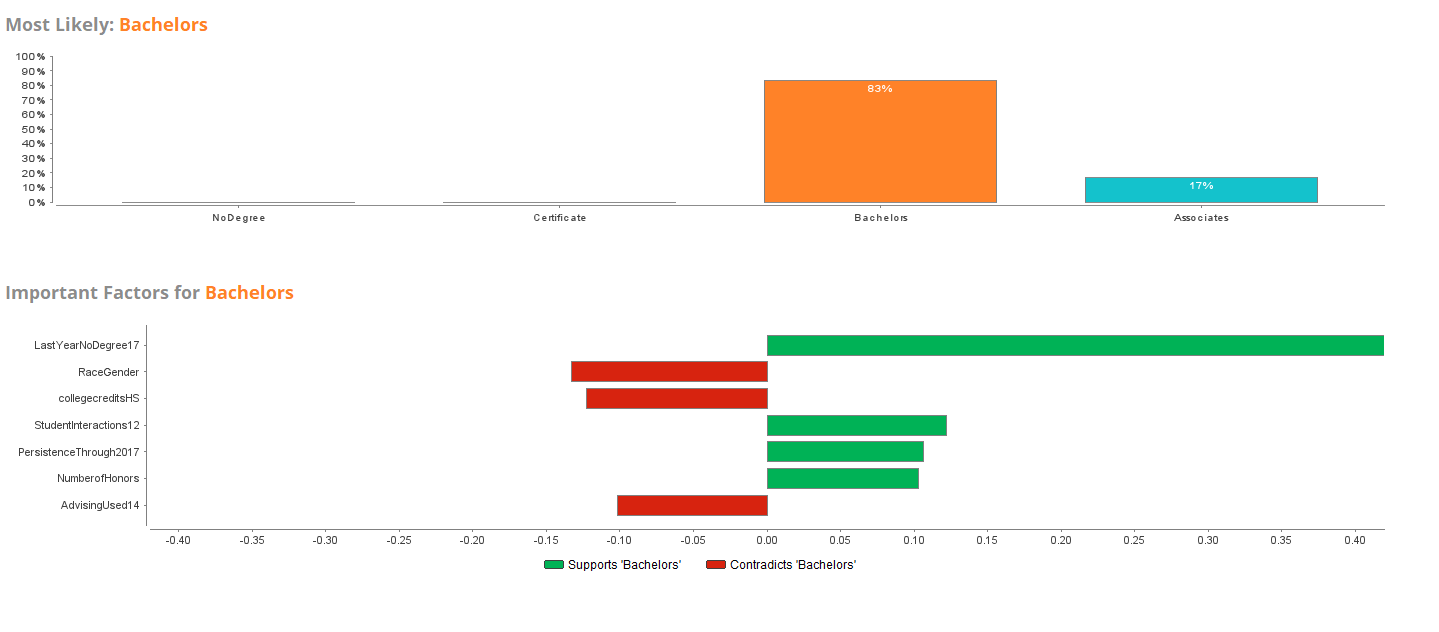 Most Likely: Bachelors
100%
90%
80%
70%
60%
50%
40%
30%
20%
10%
0%
83%
17%
NoDegree Certificate Bachelors Associates
Important Factors for Bachelors
LastYearNoDegree17
RaceGender
collegecreditsHS
StudentInteractions12
PersistenceThrough2017
NumberofHonors
AdvisingUsed14
-0.40 -0.35 -0.30 -0.25 -0.20 -0.15 -0.10 -0.05 0.00 0.05 0.10 0.15 0.20 0.25 0.30 0.35 0.40
Supports 'Bachelors' Contradicts 'Bachelors'